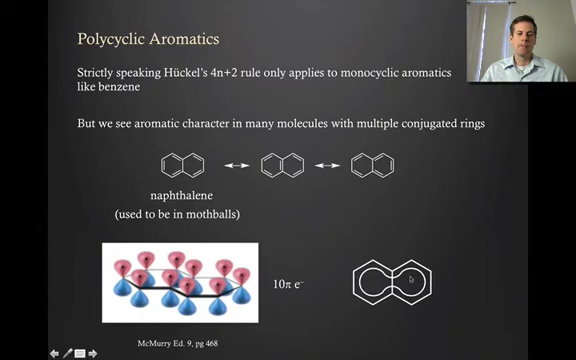 Polycyclic Aromatics
Strictly speaking Hückel's 4n+2 rule only applies to monocyclic aromatics
like benzene
But we see aromatic character in many molecules with multiple conjugated rings
naphthalene
(used to be in mothballs)
10π e⁻
McMurry Ed. 9, pg 468